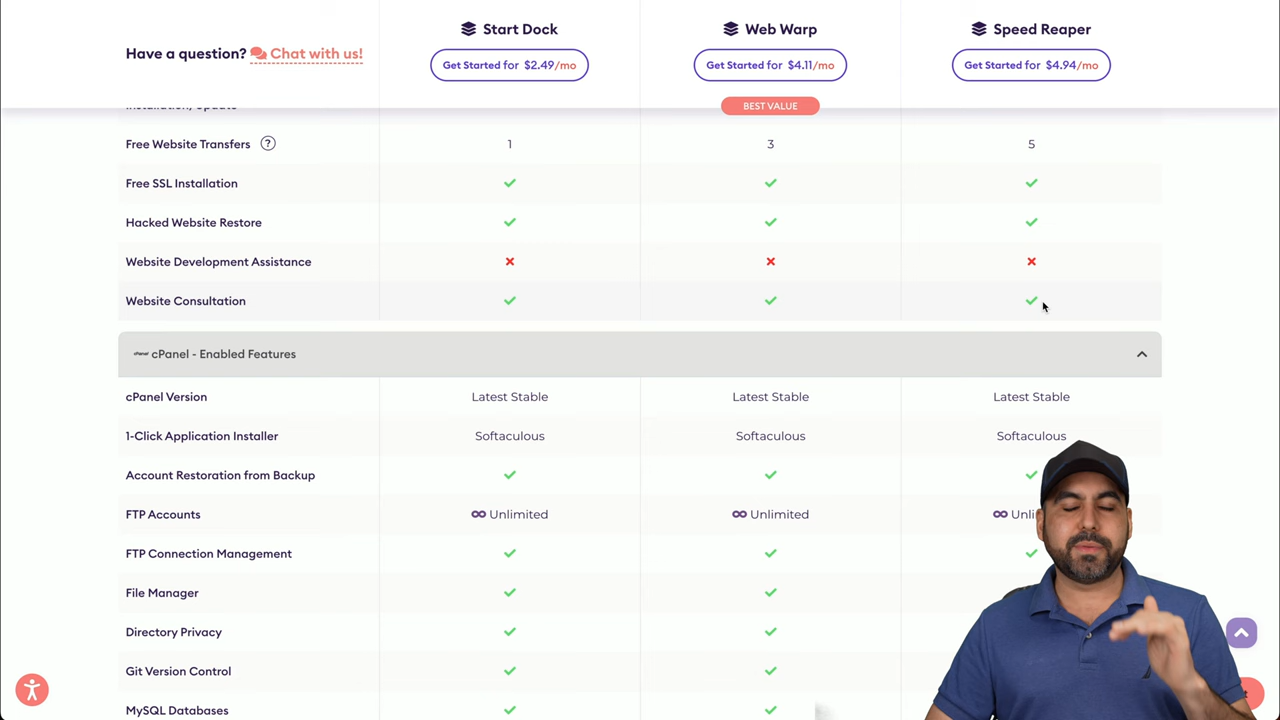 Start Dock
Web Warp
Speed Reaper
Have a question? Chat with us!
Get Started for $2.49/mo
Get Started for $4.11/mo
Get Started for $4.94/mo
BEST VALUE
Free Website Transfers ? 1 3 5
Free SSL Installation
Hacked Website Restore
Website Development Assistance
Website Consultation
cPanel - Enabled Features
cPanel Version Latest Stable Latest Stable Latest Stable
1-Click Application Installer Softaculous Softaculous Softaculous
Account Restoration from Backup
FTP Accounts Unlimited Unlimited Unli
FTP Connection Management
File Manager
Directory Privacy
Git Version Control
MySQL Databases